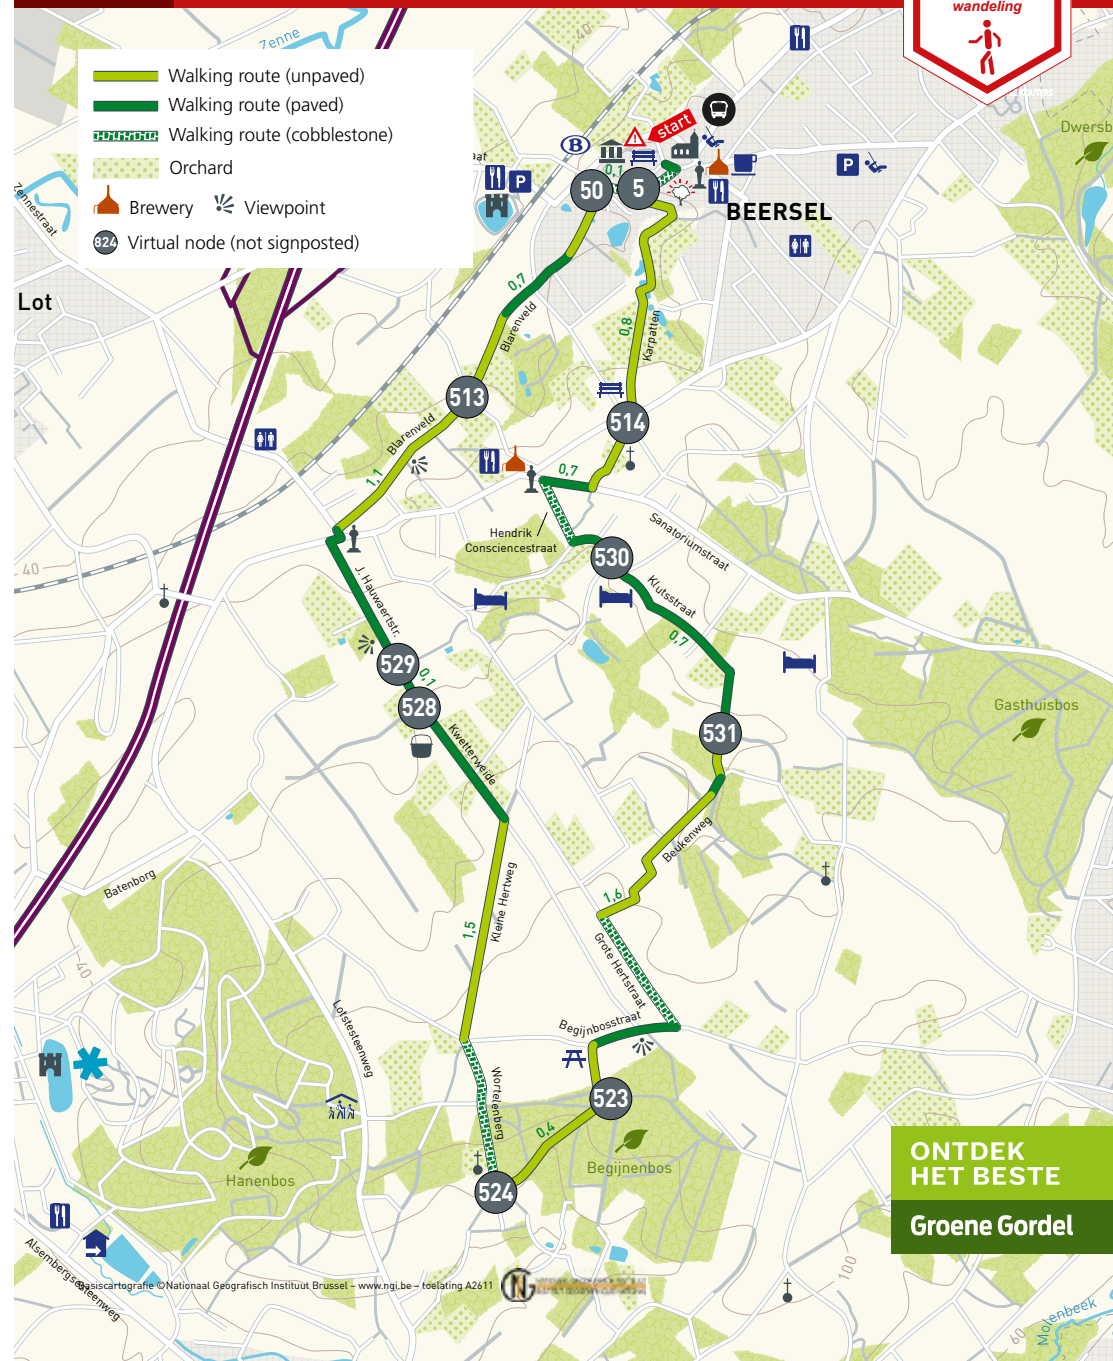 wandeling
Zenne
40
Walking route (unpaved)
Walking route (paved)
Walking route (cobblestone)
Orchard
Brewery
Viewpoint
824
Virtual node (not signposted)
Zennestraat
Lot
Dwersb
start
B
P
P
aat
0,1
50
5
BEERSEL
0,7
Blarenveld
0,8
Karpatten
513
514
Blarenveld
1,1
0,7
Hendrik
Consciencestraat
Sanatoriumstraat
530
40
J. Hauwaertstr.
Klutsstraat
0,7
529
0,1
528
Kwetterweide
531
Gasthuisbos
Beukenweg
Batenborg
1,6
Kleine Hertweg
1,5
Grote Hertstraat
40
Lotsesteenweg
Begijnbosstraat
Wortelenberg
523
0,4
Begijnenbos
Hanenbos
524
ONTDEK
HET BESTE
Groene Gordel
Alsembergsesteenweg
Basiscartografie ©Nationaal Geografisch Instituut Brussel – www.ngi.be – toelating A2611
100
60
Molenbeek